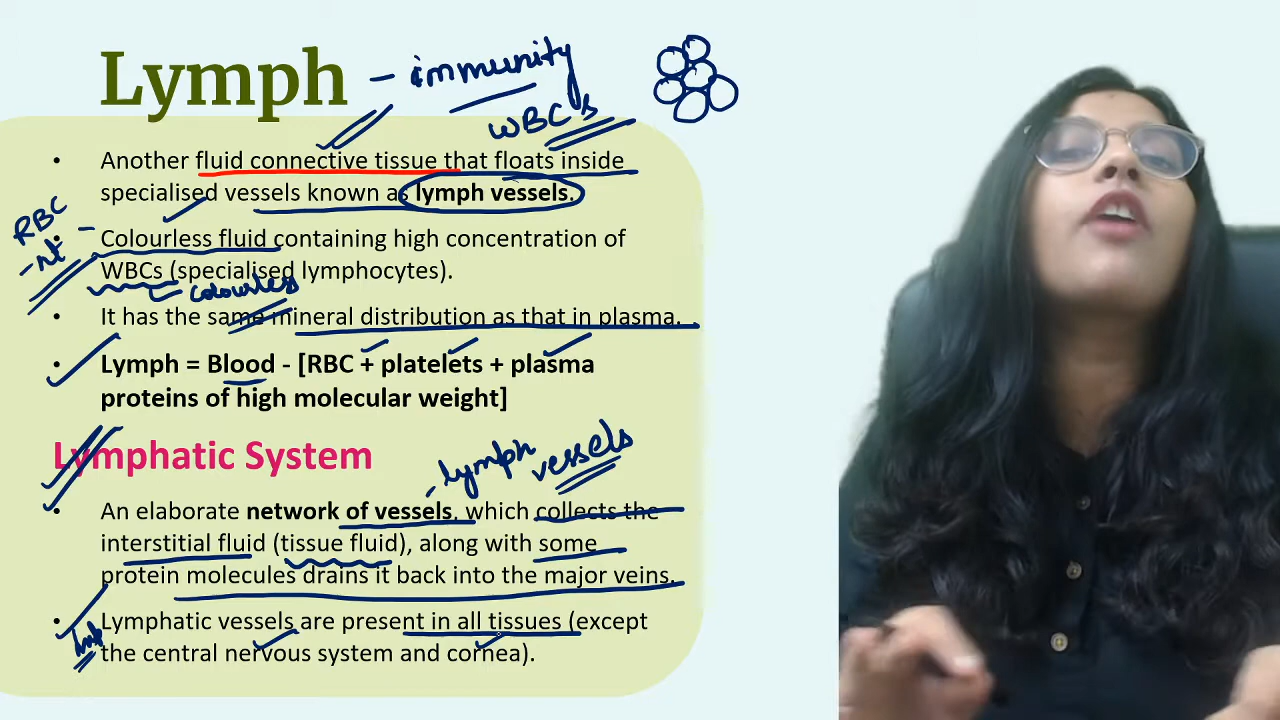 Lymph - immunity
WBC's
• Another fluid connective tissue that floats inside
specialised vessels known as lymph vessels.
RBC
- nt
• Colourless fluid containing high concentration of
WBCs (specialised lymphocytes).
colourless
• It has the same mineral distribution as that in plasma.
• Lymph = Blood - [RBC + platelets + plasma
proteins of high molecular weight]
Lymphatic System
- lymph vessels
• An elaborate network of vessels, which collects the
interstitial fluid (tissue fluid), along with some
protein molecules drains it back into the major veins.
• Lymphatic vessels are present in all tissues (except
the central nervous system and cornea).